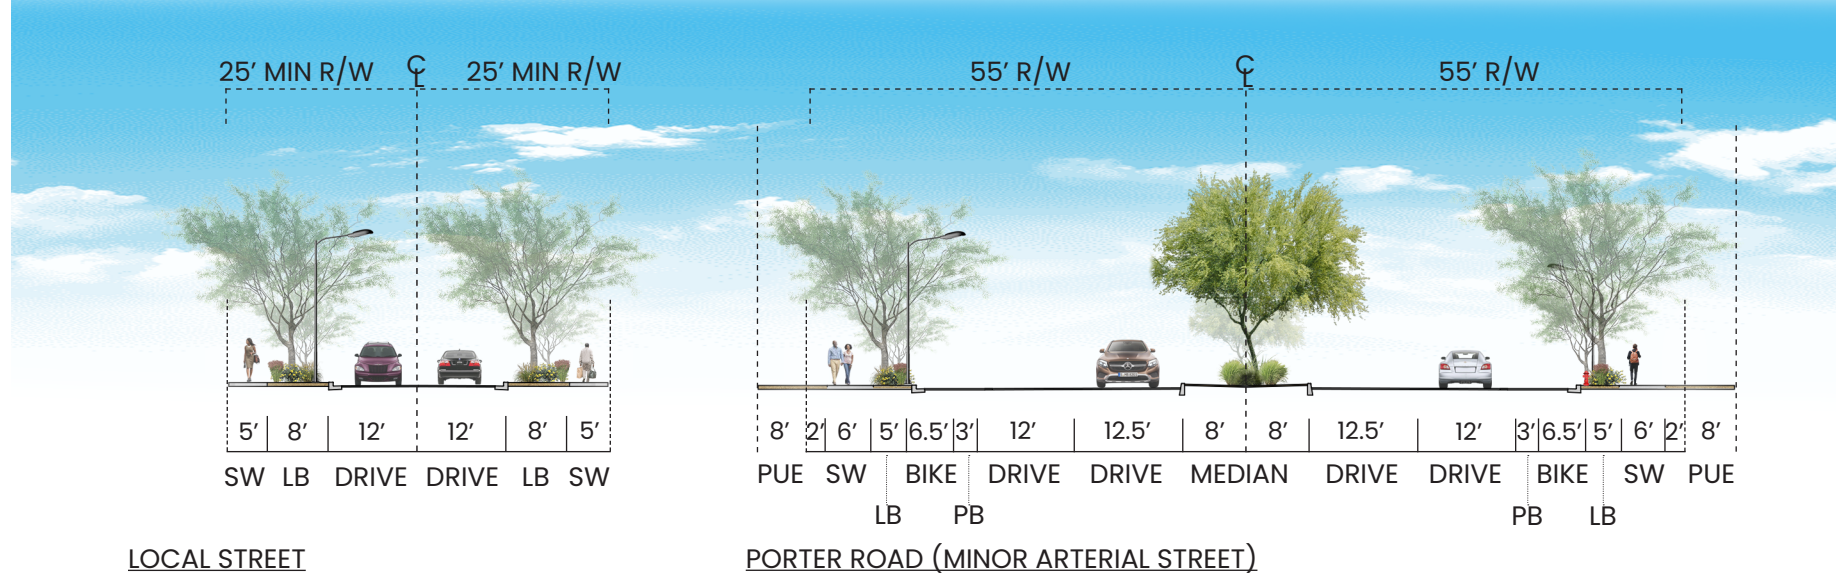 25’ MIN R/W CL 25’ MIN R/W
55’ R/W CL 55’ R/W
5’ 8’ 12’ 12’ 8’ 5’
SW LB DRIVE DRIVE LB SW
8’ 2’ 6’ 5’ 6.5’ 3’ 12’ 12.5’ 8’ 8’ 12.5’ 12’ 3’ 6.5’ 5’ 6’ 2’ 8’
PUE SW BIKE DRIVE DRIVE MEDIAN DRIVE DRIVE BIKE SW PUE
LB PB PB LB
LOCAL STREET
PORTER ROAD (MINOR ARTERIAL STREET)